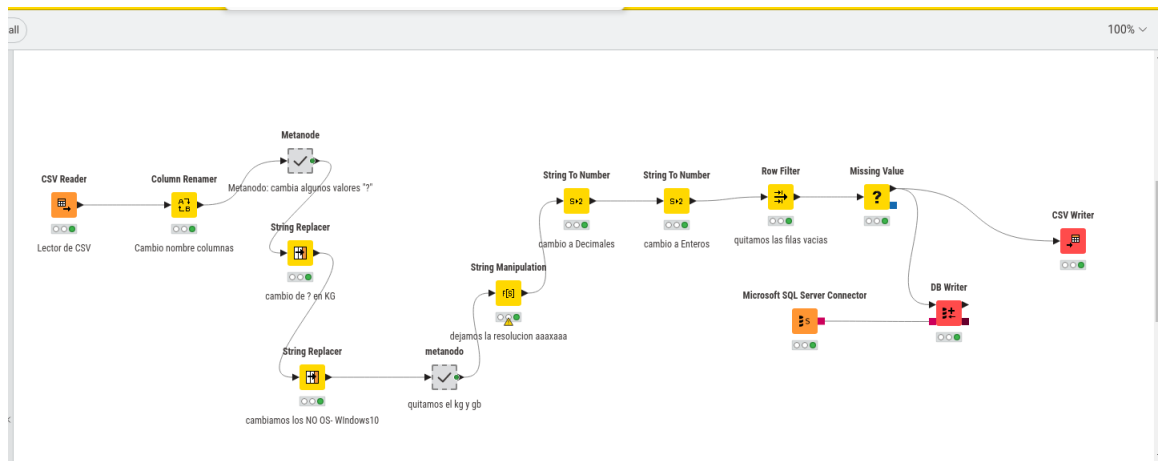 all
100%
Metanode
Metanode: cambia algunos valores "?"
CSV Reader
Lector de CSV
Column Renamer
Cambio nombre columnas
String Replacer
cambio de ? en KG
String Replacer
cambiamos los NO OS- WIndows10
metanodo
quitamos el kg y gb
String Manipulation
f[S]
dejamos la resolucion aaaxaaa
String To Number
S▸2
cambio a Decimales
String To Number
S▸2
cambio a Enteros
Row Filter
quitamos las filas vacias
Missing Value
?
CSV Writer
Microsoft SQL Server Connector
S
DB Writer